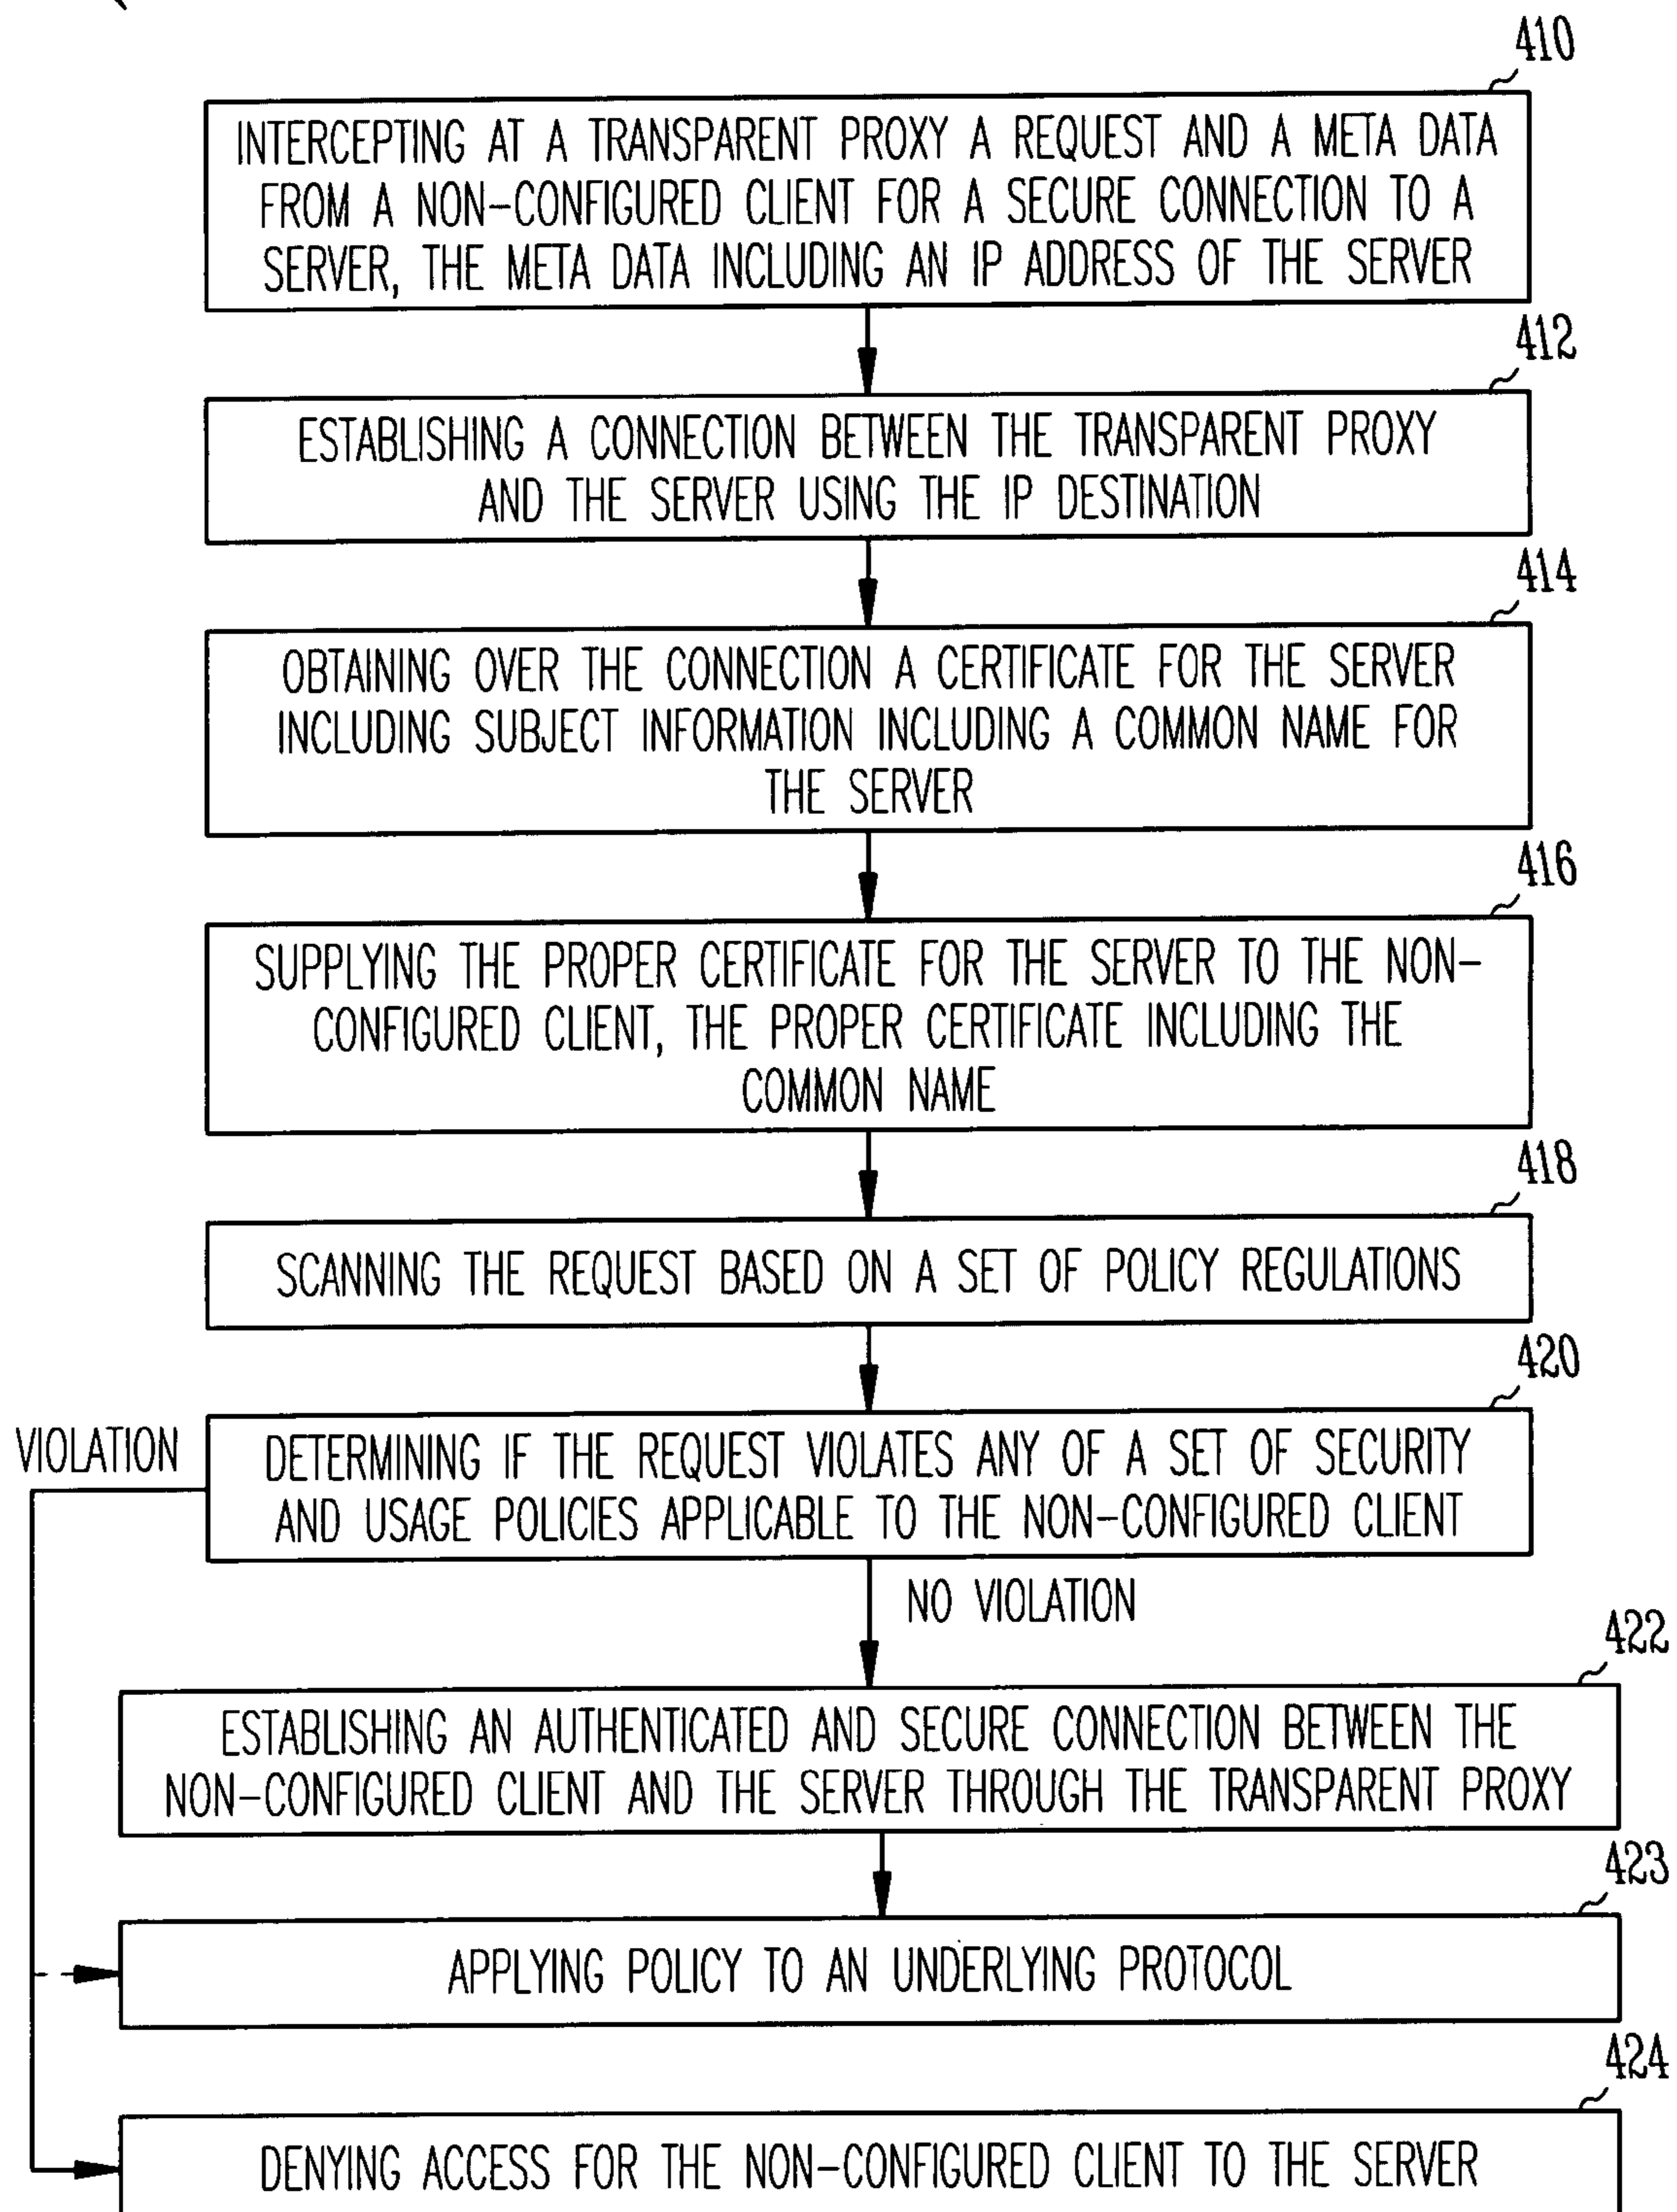 410
INTERCEPTING AT A TRANSPARENT PROXY A REQUEST AND A META DATA
FROM A NON-CONFIGURED CLIENT FOR A SECURE CONNECTION TO A
SERVER, THE META DATA INCLUDING AN IP ADDRESS OF THE SERVER
412
ESTABLISHING A CONNECTION BETWEEN THE TRANSPARENT PROXY
AND THE SERVER USING THE IP DESTINATION
414
OBTAINING OVER THE CONNECTION A CERTIFICATE FOR THE SERVER
INCLUDING SUBJECT INFORMATION INCLUDING A COMMON NAME FOR
THE SERVER
416
SUPPLYING THE PROPER CERTIFICATE FOR THE SERVER TO THE NON-
CONFIGURED CLIENT, THE PROPER CERTIFICATE INCLUDING THE
COMMON NAME
418
SCANNING THE REQUEST BASED ON A SET OF POLICY REGULATIONS
420
VIOLATION
DETERMINING IF THE REQUEST VIOLATES ANY OF A SET OF SECURITY
AND USAGE POLICIES APPLICABLE TO THE NON-CONFIGURED CLIENT
NO VIOLATION
422
ESTABLISHING AN AUTHENTICATED AND SECURE CONNECTION BETWEEN THE
NON-CONFIGURED CLIENT AND THE SERVER THROUGH THE TRANSPARENT PROXY
423
APPLYING POLICY TO AN UNDERLYING PROTOCOL
424
DENYING ACCESS FOR THE NON-CONFIGURED CLIENT TO THE SERVER